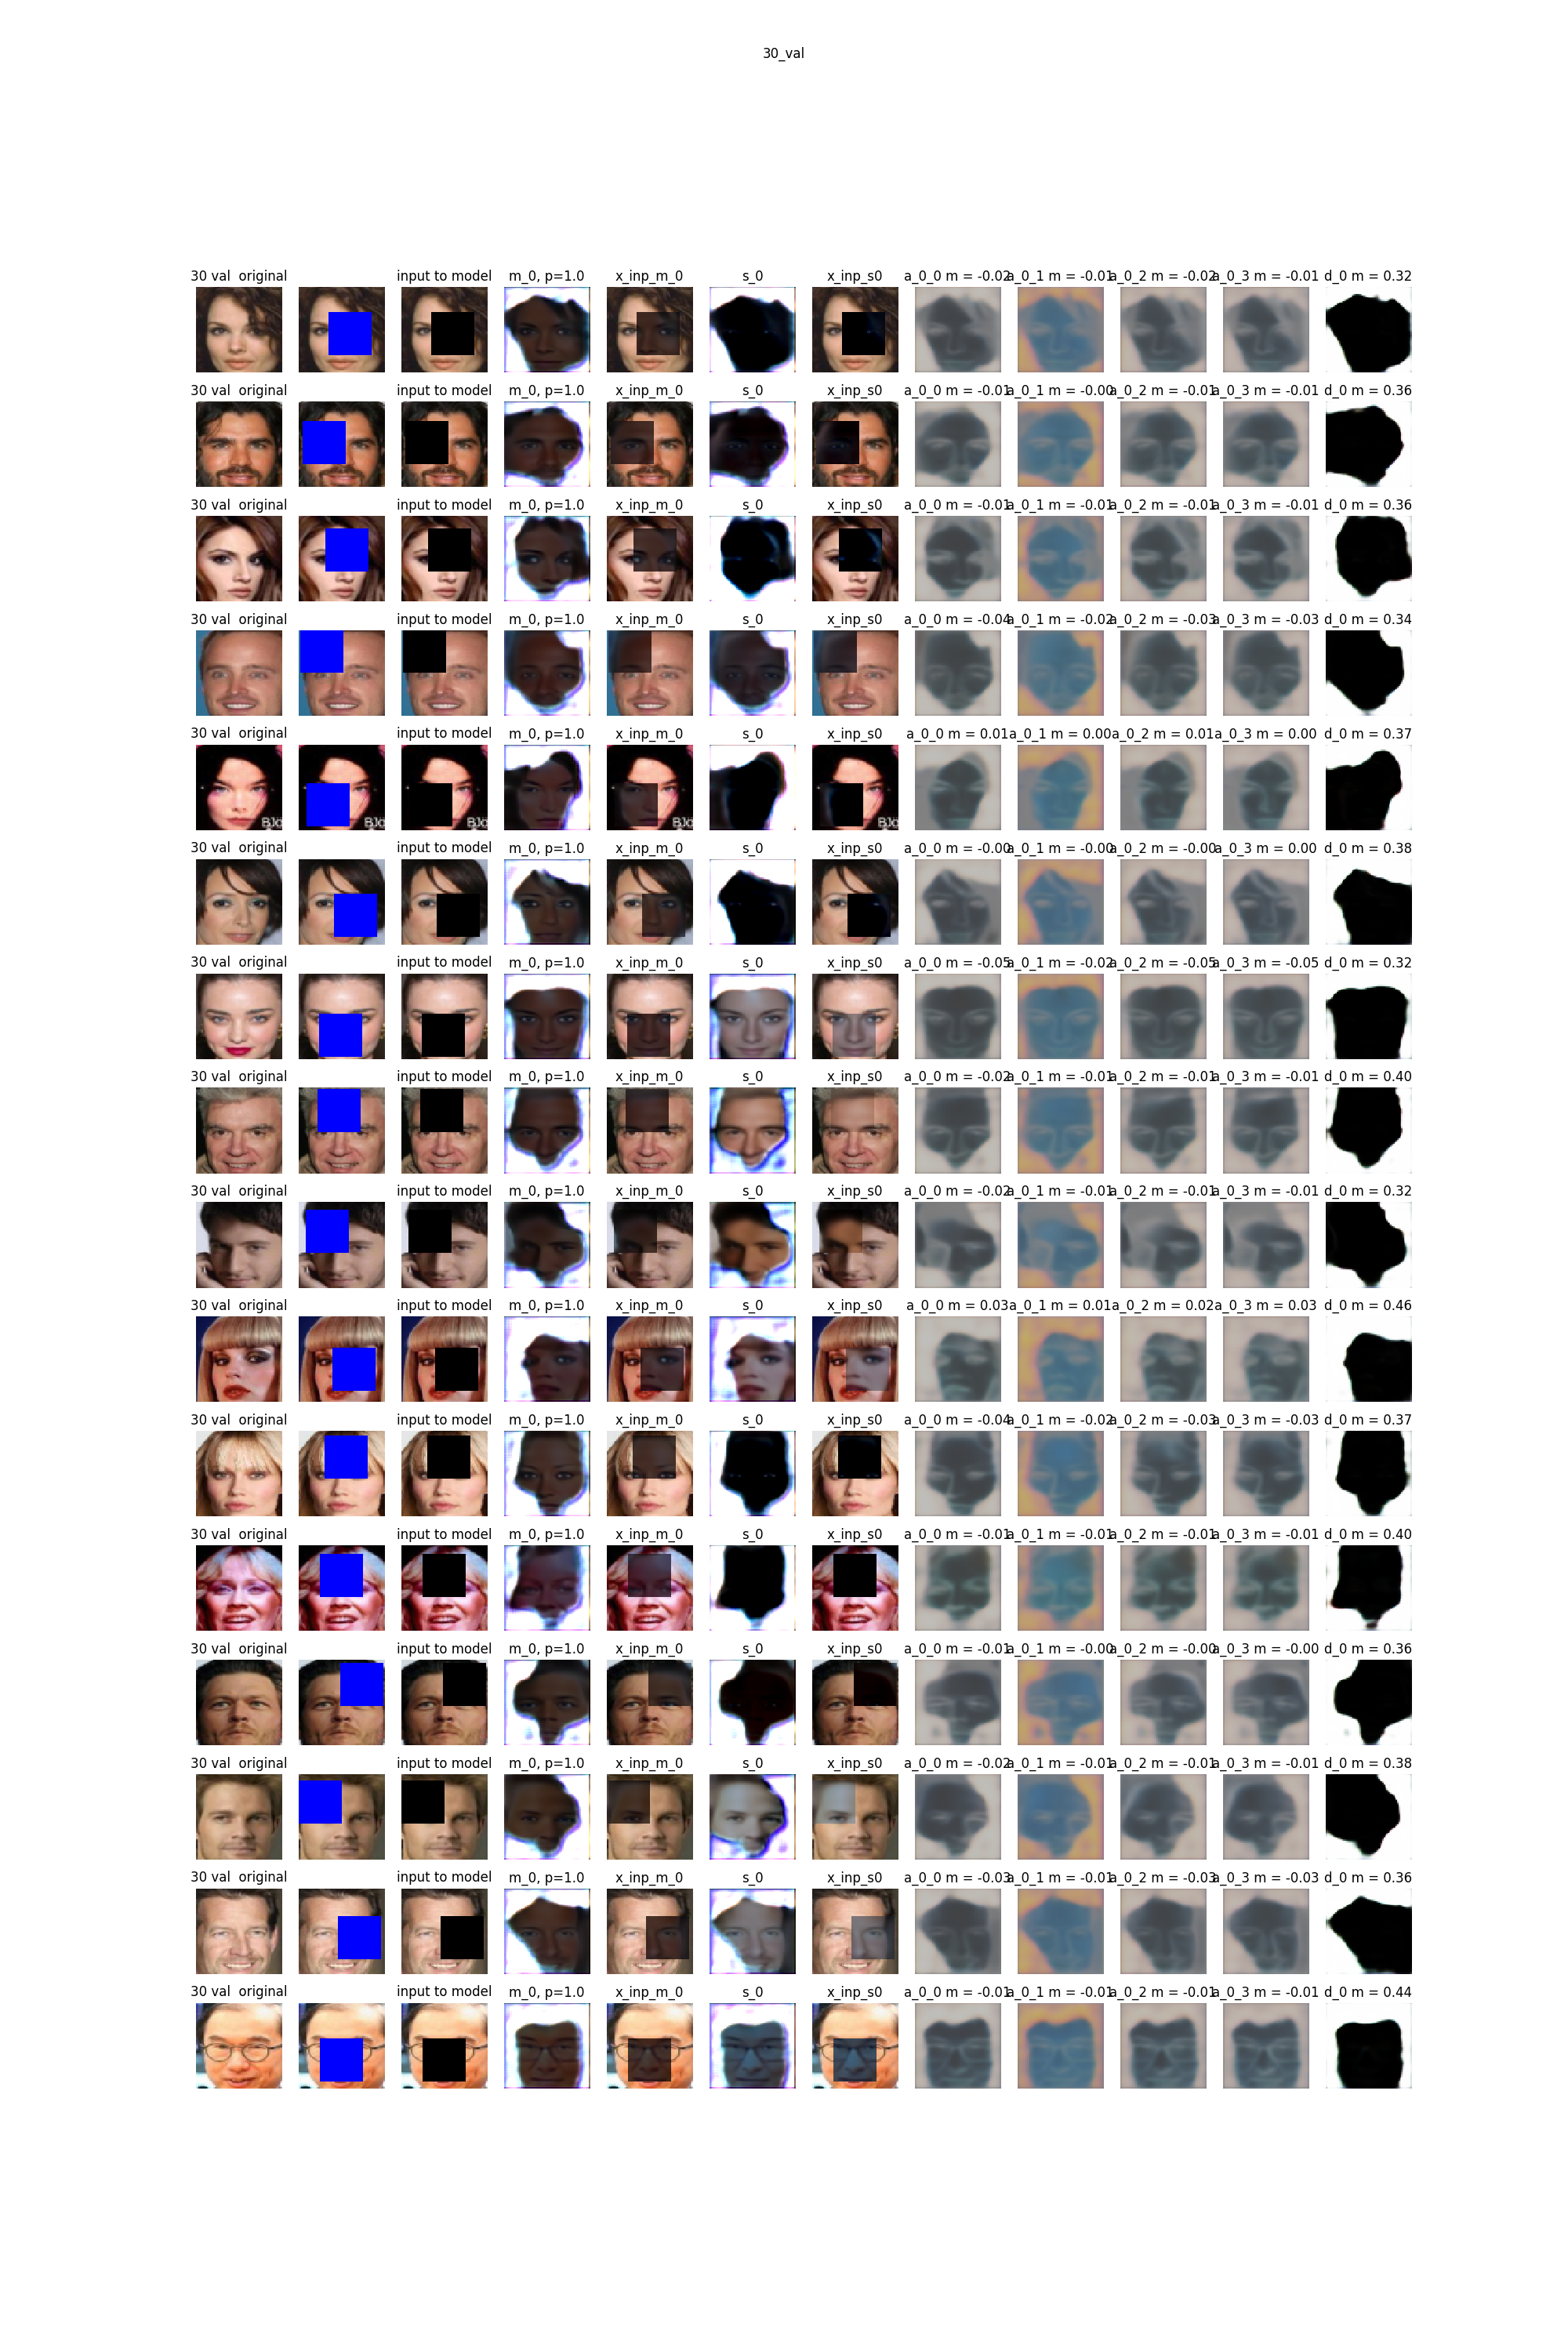 30_val
30 val  original input to model m_0, p=1.0 x_inp_m_0 s_0 x_inp_s0 a_0_0 m = -0.02 a_0_1 m = -0.01 a_0_2 m = -0.02 a_0_3 m = -0.01 d_0 m = 0.32
30 val  original input to model m_0, p=1.0 x_inp_m_0 s_0 x_inp_s0 a_0_0 m = -0.01 a_0_1 m = -0.00 a_0_2 m = -0.01 a_0_3 m = -0.01 d_0 m = 0.36
30 val  original input to model m_0, p=1.0 x_inp_m_0 s_0 x_inp_s0 a_0_0 m = -0.01 a_0_1 m = -0.01 a_0_2 m = -0.01 a_0_3 m = -0.01 d_0 m = 0.36
30 val  original input to model m_0, p=1.0 x_inp_m_0 s_0 x_inp_s0 a_0_0 m = -0.04 a_0_1 m = -0.02 a_0_2 m = -0.03 a_0_3 m = -0.03 d_0 m = 0.34
30 val  original input to model m_0, p=1.0 x_inp_m_0 s_0 x_inp_s0 a_0_0 m = 0.01 a_0_1 m = 0.00 a_0_2 m = 0.01 a_0_3 m = 0.00 d_0 m = 0.37
30 val  original input to model m_0, p=1.0 x_inp_m_0 s_0 x_inp_s0 a_0_0 m = -0.00 a_0_1 m = -0.00 a_0_2 m = -0.00 a_0_3 m = 0.00 d_0 m = 0.38
30 val  original input to model m_0, p=1.0 x_inp_m_0 s_0 x_inp_s0 a_0_0 m = -0.05 a_0_1 m = -0.02 a_0_2 m = -0.05 a_0_3 m = -0.05 d_0 m = 0.32
30 val  original input to model m_0, p=1.0 x_inp_m_0 s_0 x_inp_s0 a_0_0 m = -0.02 a_0_1 m = -0.01 a_0_2 m = -0.01 a_0_3 m = -0.01 d_0 m = 0.40
30 val  original input to model m_0, p=1.0 x_inp_m_0 s_0 x_inp_s0 a_0_0 m = -0.02 a_0_1 m = -0.01 a_0_2 m = -0.01 a_0_3 m = -0.01 d_0 m = 0.32
30 val  original input to model m_0, p=1.0 x_inp_m_0 s_0 x_inp_s0 a_0_0 m = 0.03 a_0_1 m = 0.01 a_0_2 m = 0.02 a_0_3 m = 0.03 d_0 m = 0.46
30 val  original input to model m_0, p=1.0 x_inp_m_0 s_0 x_inp_s0 a_0_0 m = -0.04 a_0_1 m = -0.02 a_0_2 m = -0.03 a_0_3 m = -0.03 d_0 m = 0.37
30 val  original input to model m_0, p=1.0 x_inp_m_0 s_0 x_inp_s0 a_0_0 m = -0.01 a_0_1 m = -0.01 a_0_2 m = -0.01 a_0_3 m = -0.01 d_0 m = 0.40
30 val  original input to model m_0, p=1.0 x_inp_m_0 s_0 x_inp_s0 a_0_0 m = -0.01 a_0_1 m = -0.00 a_0_2 m = -0.00 a_0_3 m = -0.00 d_0 m = 0.36
30 val  original input to model m_0, p=1.0 x_inp_m_0 s_0 x_inp_s0 a_0_0 m = -0.02 a_0_1 m = -0.01 a_0_2 m = -0.01 a_0_3 m = -0.01 d_0 m = 0.38
30 val  original input to model m_0, p=1.0 x_inp_m_0 s_0 x_inp_s0 a_0_0 m = -0.03 a_0_1 m = -0.01 a_0_2 m = -0.03 a_0_3 m = -0.03 d_0 m = 0.36
30 val  original input to model m_0, p=1.0 x_inp_m_0 s_0 x_inp_s0 a_0_0 m = -0.01 a_0_1 m = -0.01 a_0_2 m = -0.01 a_0_3 m = -0.01 d_0 m = 0.44